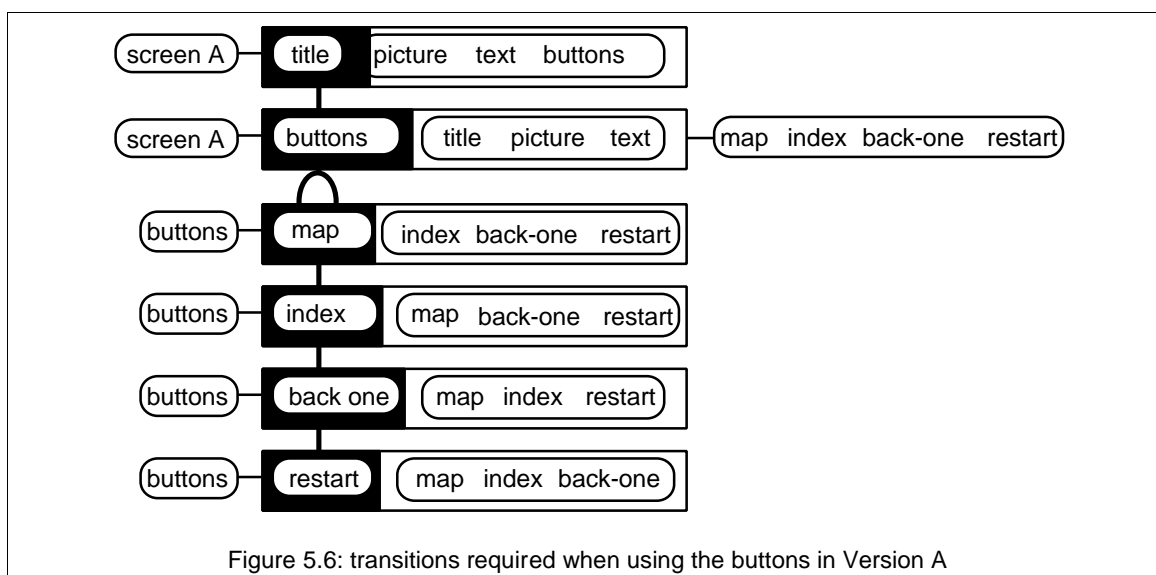 screen A title picture text buttons
screen A buttons title picture text map index back-one restart
buttons map index back-one restart
buttons index map back-one restart
buttons back one map index restart
buttons restart map index back-one
Figure 5.6: transitions required when using the buttons in Version A